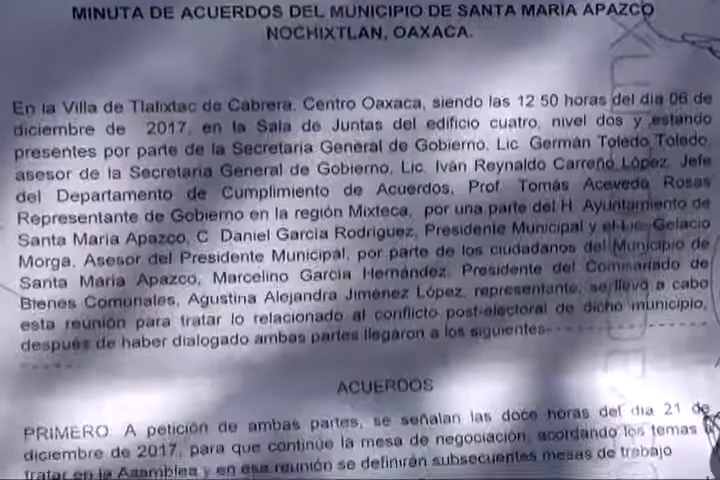 MINUTA DE ACUERDOS DEL MUNICIPIO DE SANTA MARIA APAZCO
NOCHIXTLAN, OAXACA.
En la Villa de Tlalixtac de Cabrera, Centro Oaxaca, siendo las 12 50 horas del dia 06 de
diciembre de 2017, en la Sala de Juntas del edificio cuatro, nivel dos y estando
presentes por parte de la Secretaria General de Gobierno, Lic. Germán Toledo Toledo,
asesor de la Secretaria General de Gobierno, Lic. Iván Reynaldo Carreño López. Jefe
del Departamento de Cumplimiento de Acuerdos, Prof. Tomás Acevedo Rosas
Representante de Gobierno en la región Mixteca, por una parte del H. Ayuntamiento de
Santa Maria Apazco, C. Daniel Garcia Rodriguez, Presidente Municipal y el Lic. Gelacio
Morga, Asesor del Presidente Municipal, por parte de los ciudadanos del Municipio de
Santa Maria Apazco, Marcelino Garcia Hernández, Presidente del Comisariado de
Bienes Comunales, Agustina Alejandra Jiménez López, representante, se llevó a cabo
esta reunión para tratar lo relacionado al conflicto post-electoral de dicho municipio,
después de haber dialogado ambas partes llegaron a los siguientes- - - - - - - - - - - - - -
- - - - - -
ACUERDOS
PRIMERO. A petición de ambas partes, se señalan las doce horas del dia 21 de
diciembre de 2017, para que continúe la mesa de negociación, acordando los temas a
tratar en la Asamblea y en esa reunión se definirán subsecuentes mesas de trabajo